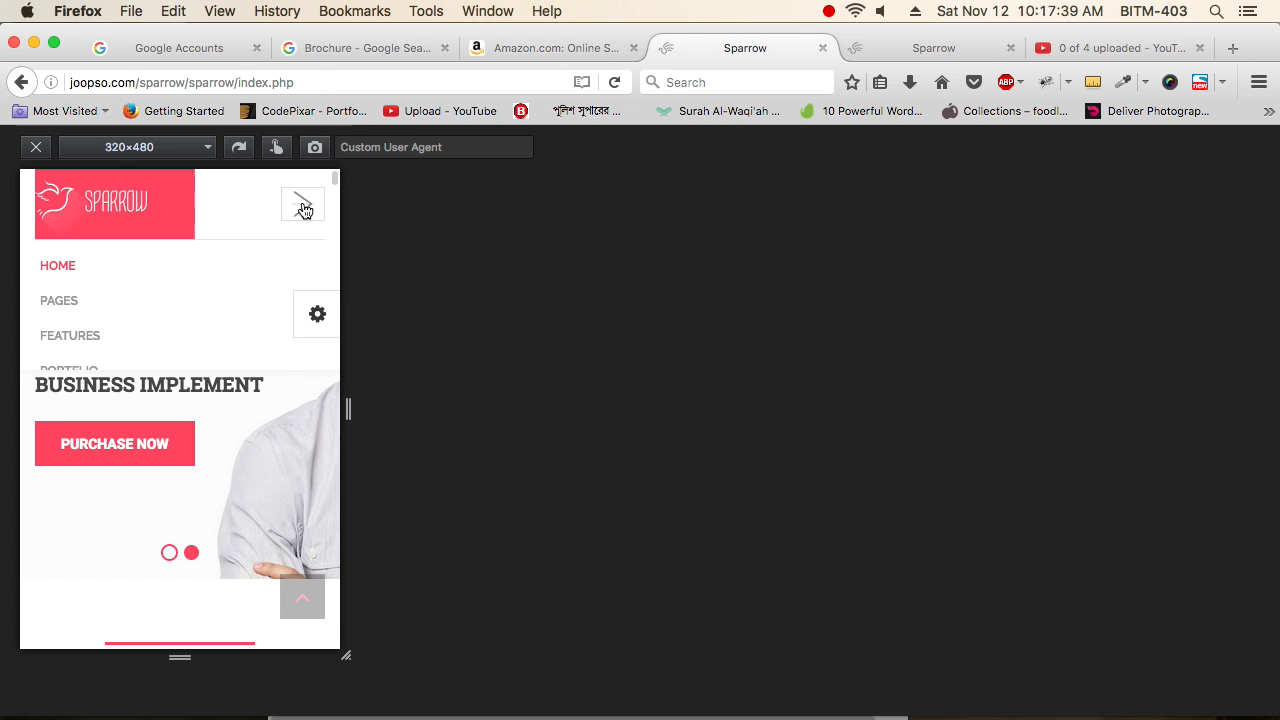 Firefox File Edit View History Bookmarks Tools Window Help Sat Nov 12 10:17:39 AM BITM-403
Google Accounts Brochure - Google Sea... Amazon.com: Online S... Sparrow Sparrow 0 of 4 uploaded - YouT...
joopso.com/sparrow/sparrow/index.php Search ABP new
Most Visited Getting Started CodePixar - Portfo... Upload - YouTube B পুলিশ সুপারের ... Surah Al-Waqi'ah ... 10 Powerful Word... Collections – foodl... Deliver Photograp...
320×480 Custom User Agent
SPARROW
HOME
PAGES
FEATURES
PORTFLIO
BUSINESS IMPLEMENT
PURCHASE NOW